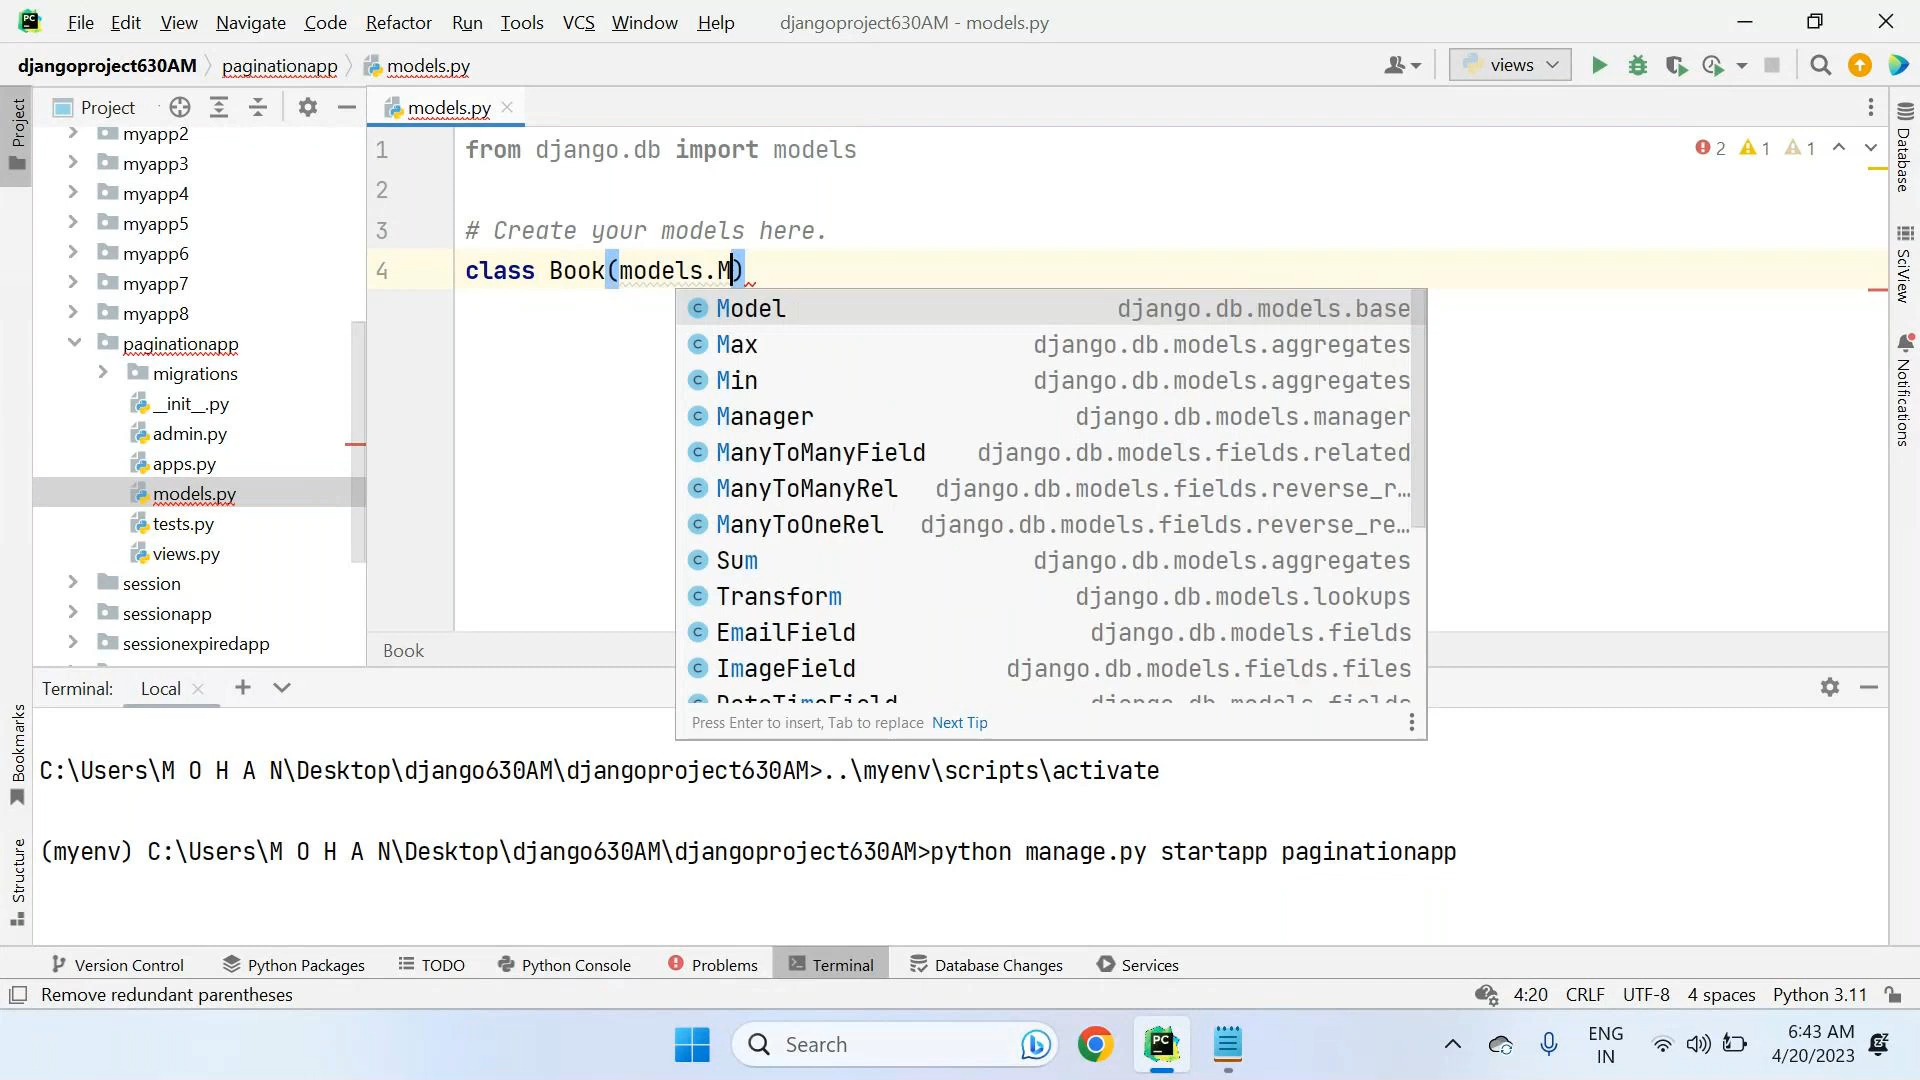 File Edit View Navigate Code Refactor Run Tools VCS Window Help djangoproject630AM - models.py
djangoproject630AM paginationapp models.py views
Project models.py
Project
myapp2
myapp3
myapp4
myapp5
myapp6
myapp7
myapp8
paginationapp
migrations
__init__.py
admin.py
apps.py
models.py
tests.py
views.py
session
sessionapp
sessionexpiredapp
1 from django.db import models
2
3 # Create your models here.
4 class Book(models.M)
2 1 1
Model django.db.models.base
Max django.db.models.aggregates
Min django.db.models.aggregates
Manager django.db.models.manager
ManyToManyField django.db.models.fields.related
ManyToManyRel django.db.models.fields.reverse_r…
ManyToOneRel django.db.models.fields.reverse_re…
Sum django.db.models.aggregates
Transform django.db.models.lookups
EmailField django.db.models.fields
ImageField django.db.models.fields.files
DateTimeField django.db.models.fields
Press Enter to insert, Tab to replace Next Tip
Book
Database
SciView
Notifications
Bookmarks
Structure
Terminal: Local
C:\Users\M O H A N\Desktop\django630AM\djangoproject630AM>..\myenv\scripts\activate
(myenv) C:\Users\M O H A N\Desktop\django630AM\djangoproject630AM>python manage.py startapp paginationapp
Version Control Python Packages TODO Python Console Problems Terminal Database Changes Services
Remove redundant parentheses 4:20 CRLF UTF-8 4 spaces Python 3.11
Search
ENG
IN
6:43 AM
4/20/2023